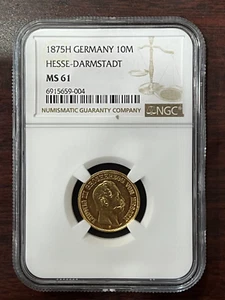 1875H GERMANY 10M
HESSE-DARMSTADT
MS 61
6915659-004
NUMISMATIC GUARANTY COMPANY
NGC